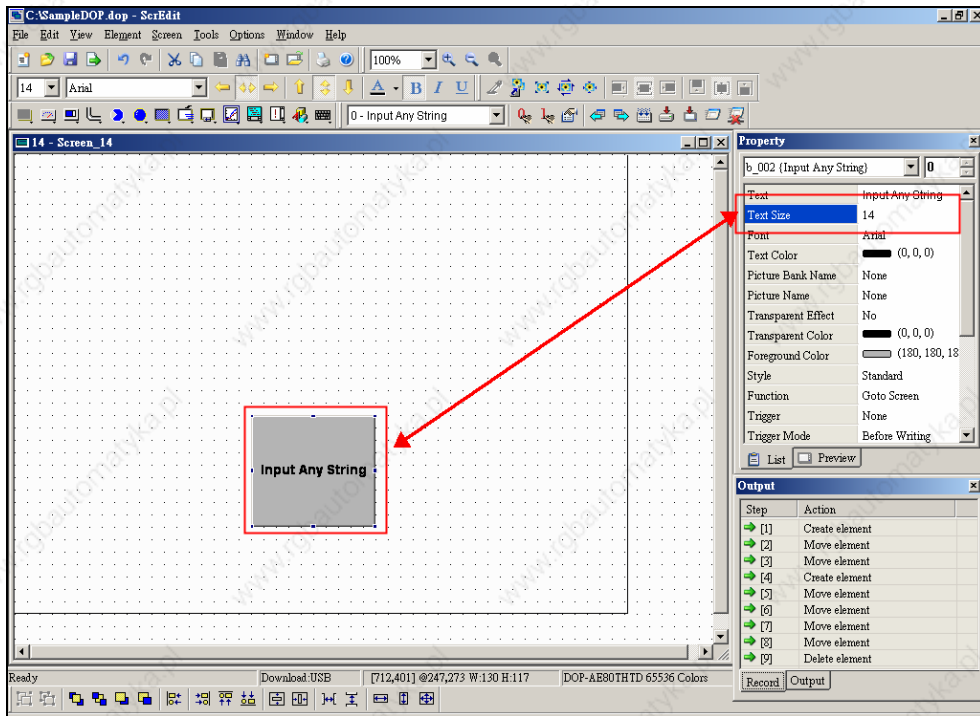 C:\SampleDOP.dop - ScrEdit
File Edit View Element Screen Tools Options Window Help
100%
14 Arial A B I U
0 - Input Any String
14 - Screen_14
Input Any String
Property
b_002 {Input Any String} 0
Text Input Any String
Text Size 14
Font Arial
Text Color (0, 0, 0)
Picture Bank Name None
Picture Name None
Transparent Effect No
Transparent Color (0, 0, 0)
Foreground Color (180, 180, 18
Style Standard
Function Goto Screen
Trigger None
Trigger Mode Before Writing
List Preview
Output
Step Action
[1] Create element
[2] Move element
[3] Move element
[4] Create element
[5] Move element
[6] Move element
[7] Move element
[8] Move element
[9] Delete element
Record Output
Ready Download:USB [712,401] @247,273 W:130 H:117 DOP-AE80THTD 65536 Colors
www.rgbautomatyka.pl